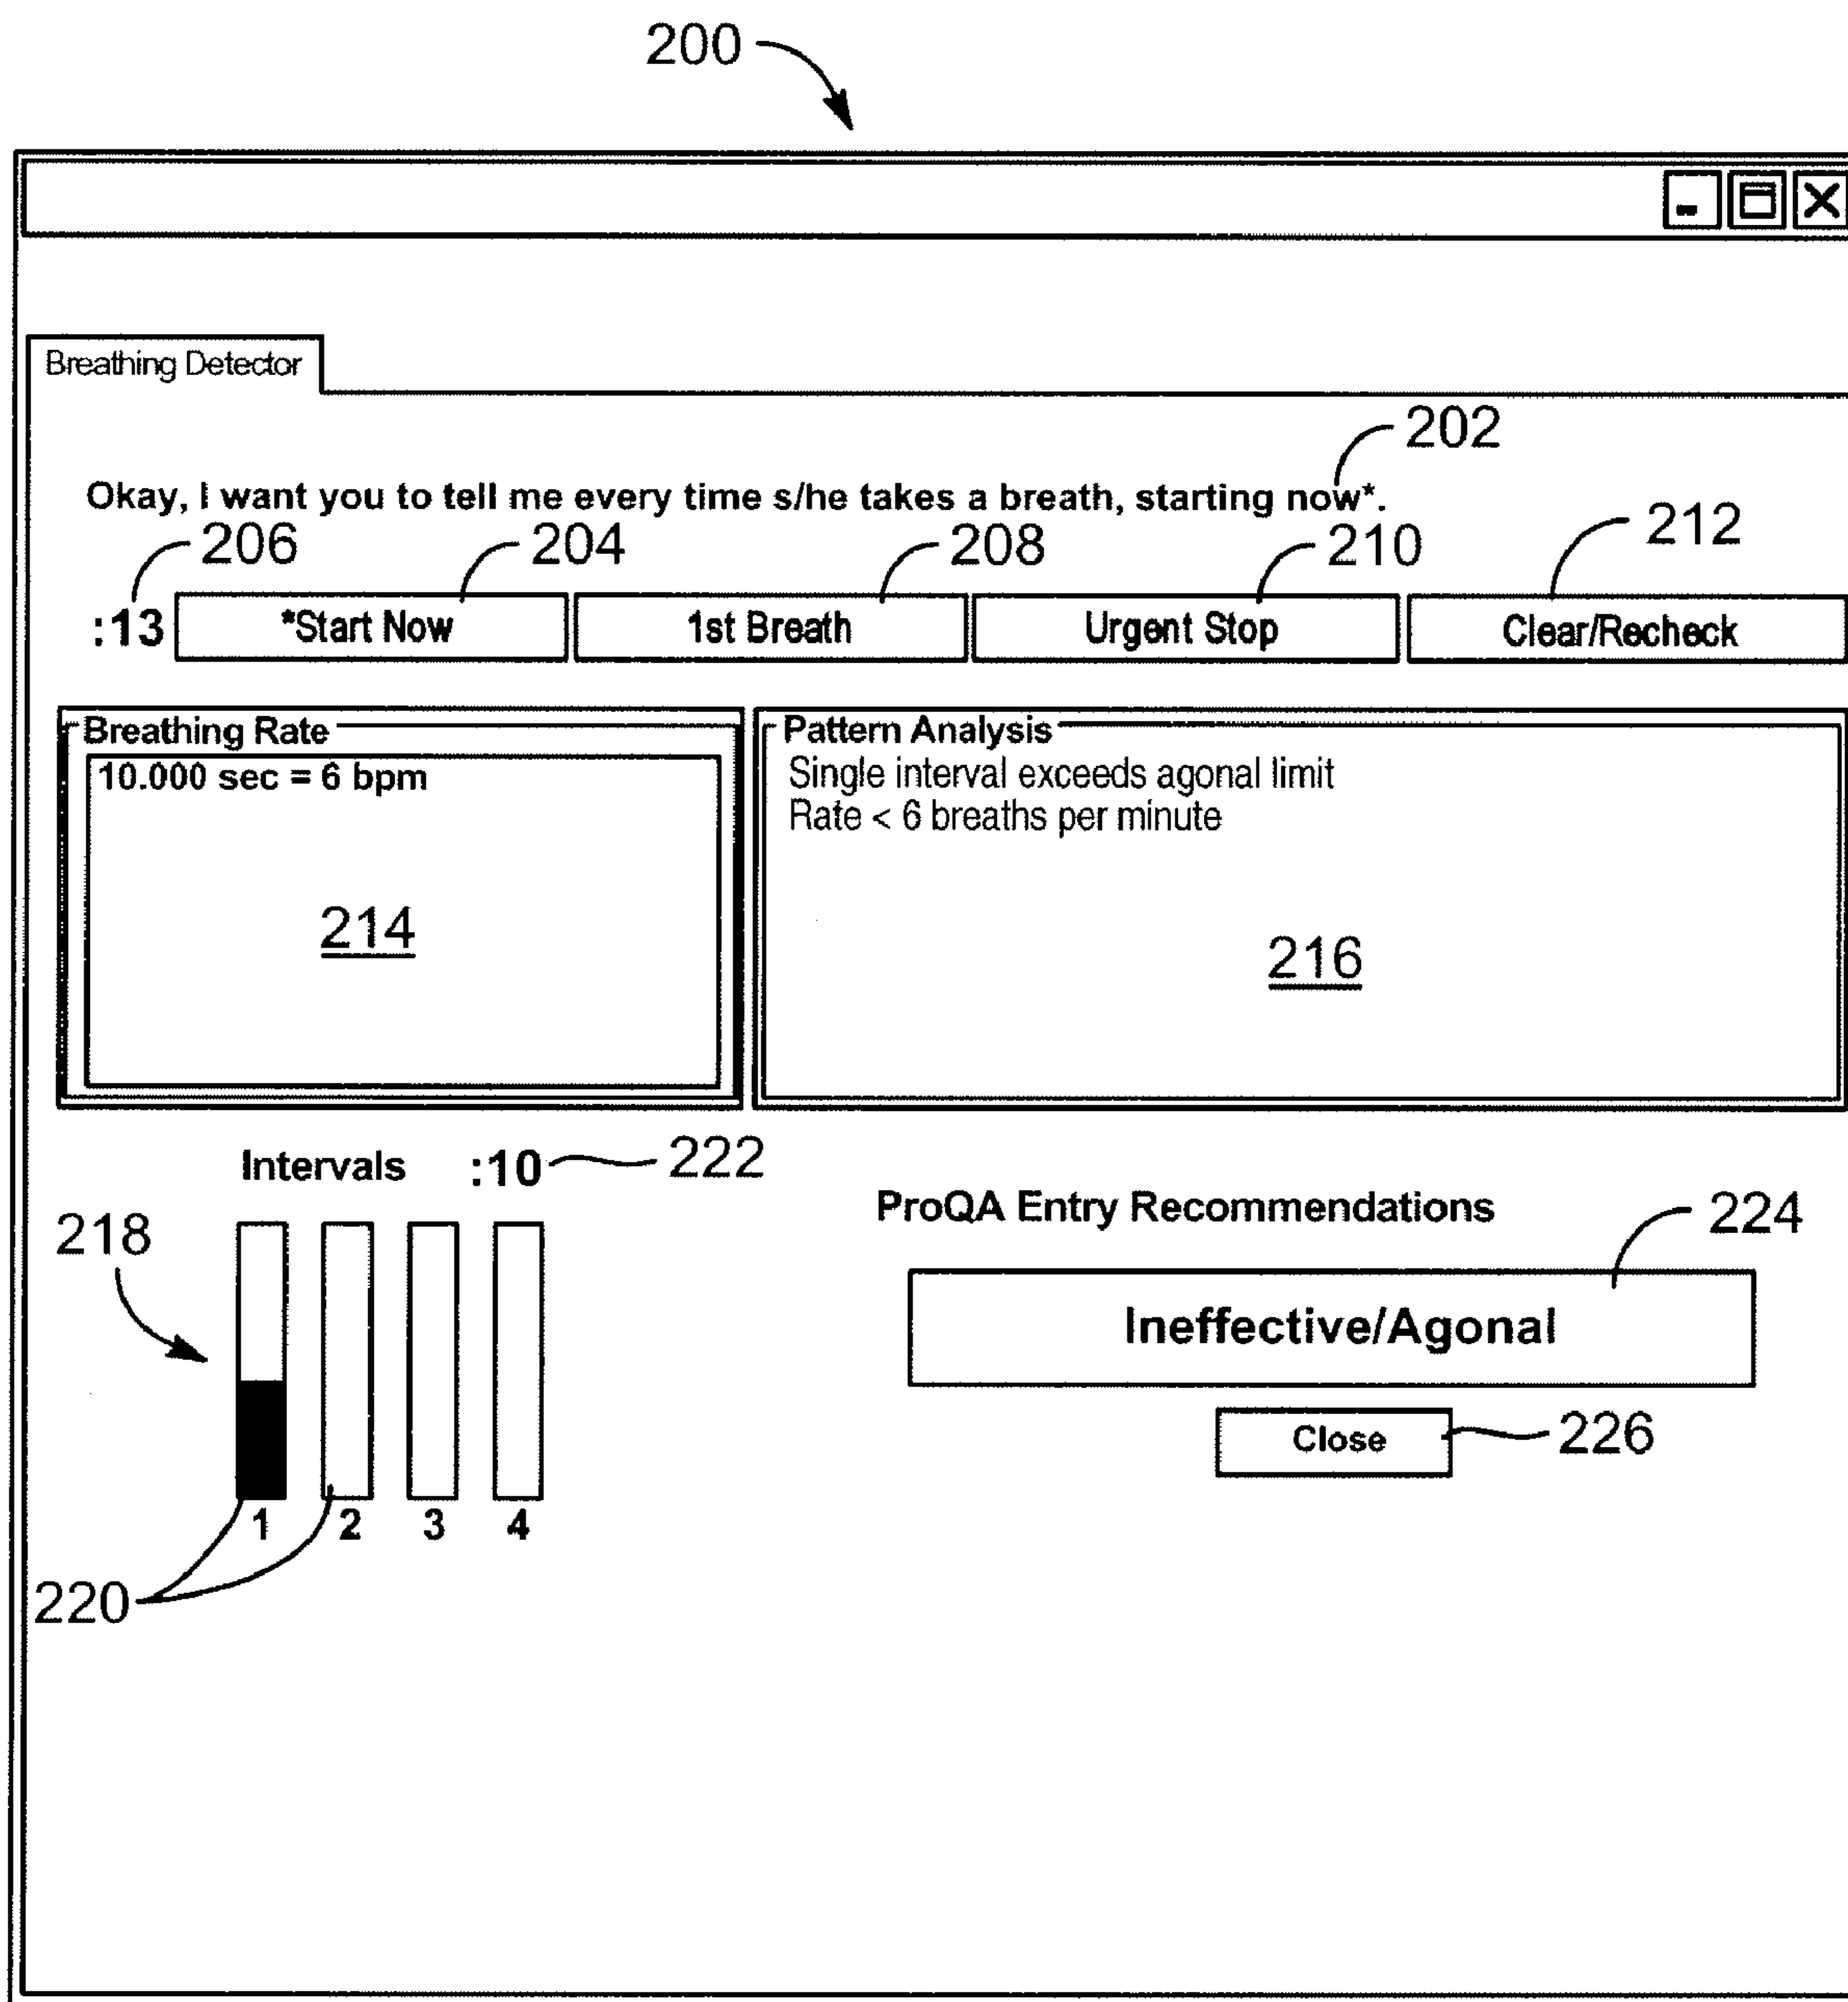 200
Breathing Detector
202
Okay, I want you to tell me every time s/he takes a breath, starting now*.
206 204 208 210 212
:13 *Start Now 1st Breath Urgent Stop Clear/Recheck
Breathing Rate
10.000 sec = 6 bpm
214
Pattern Analysis
Single interval exceeds agonal limit
Rate < 6 breaths per minute
216
Intervals :10 222
218
1 2 3 4
220
ProQA Entry Recommendations
224
Ineffective/Agonal
Close 226